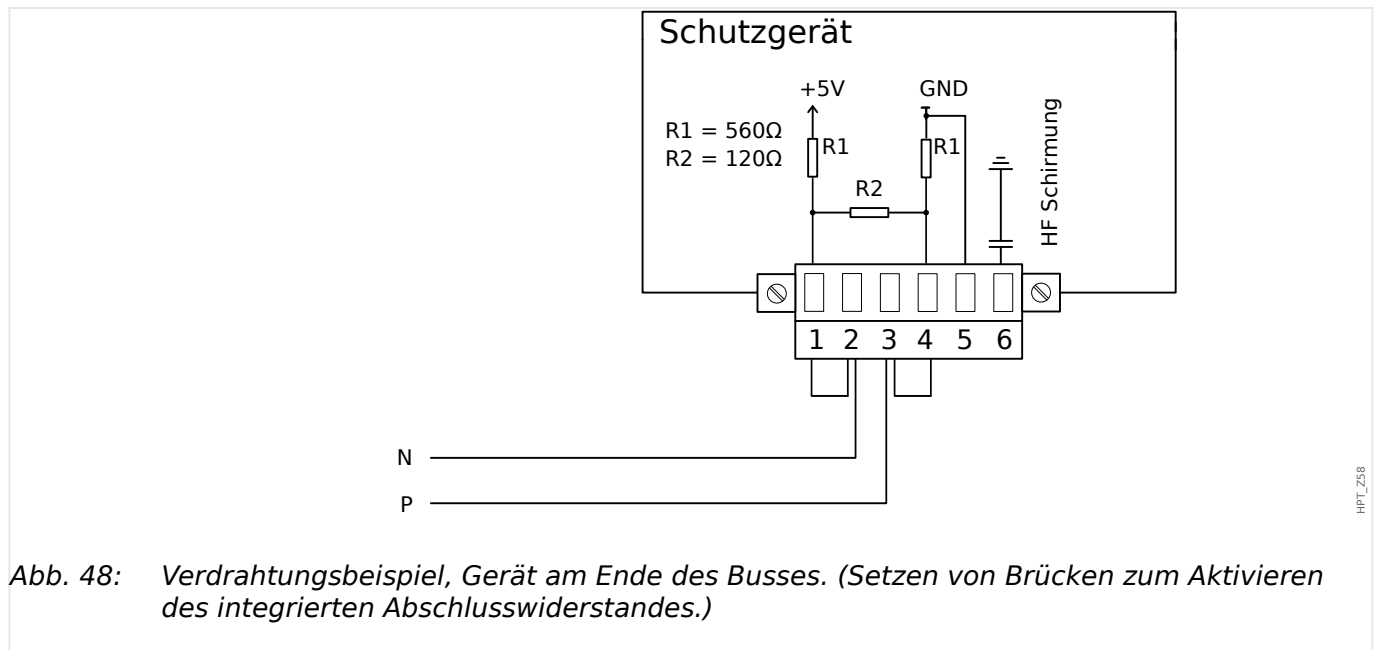 Schutzgerät
+5V
GND
R1 = 560Ω
R2 = 120Ω
R1
R1
R2
HF Schirmung
1 2 3 4 5 6
N
P
HPT_Z58
Abb. 48: Verdrahtungsbeispiel, Gerät am Ende des Busses. (Setzen von Brücken zum Aktivieren
des integrierten Abschlusswiderstandes.)